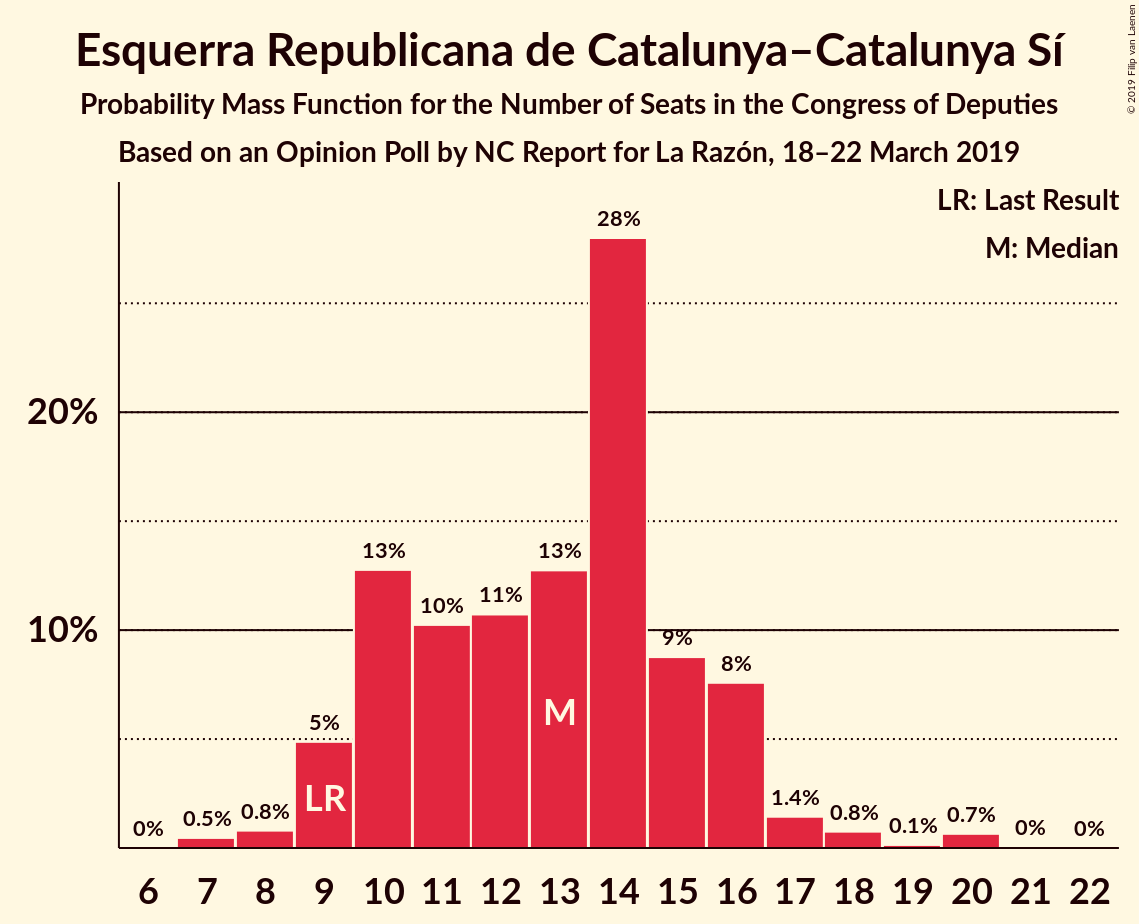 Esquerra Republicana de Catalunya–Catalunya Sí
Probability Mass Function for the Number of Seats in the Congress of Deputies
Based on an Opinion Poll by NC Report for La Razón, 18–22 March 2019
© 2019 Filip van Laenen
LR: Last Result
M: Median
28%
20%
13%
13%
11%
10%
10%
9%
8%
M
5%
LR
1.4%
0.8%
0.8%
0.7%
0.5%
0.1%
0%
0%
0%
6 7 8 9 10 11 12 13 14 15 16 17 18 19 20 21 22